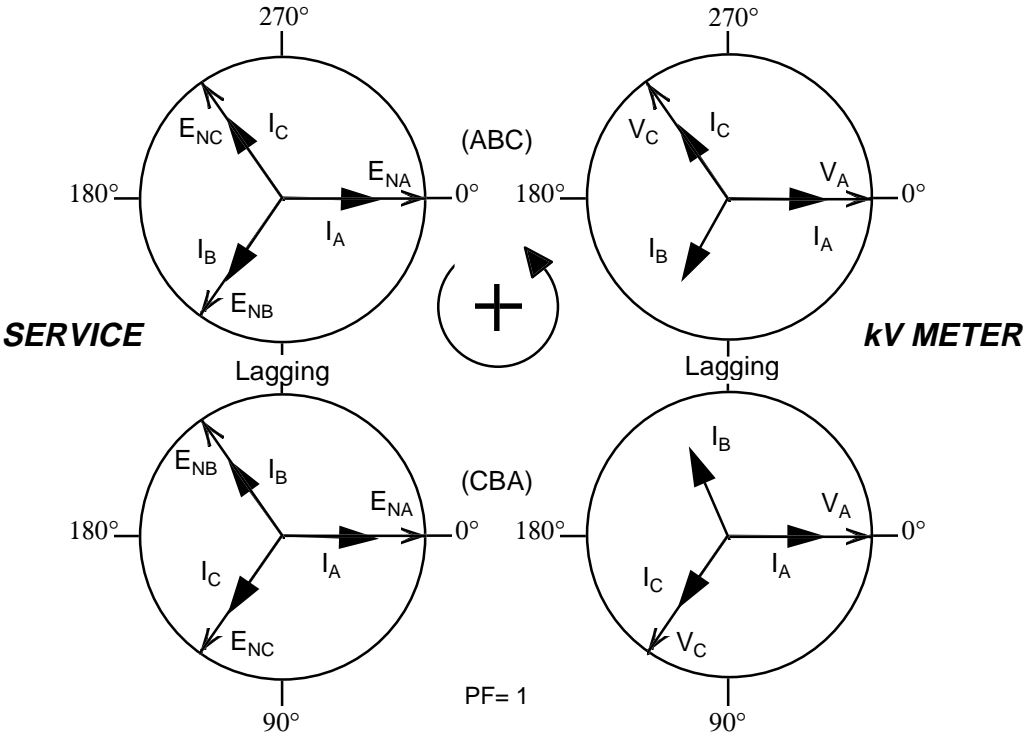 270° 270°
I_C I_C
E_NC V_C
(ABC)
E_NA V_A
180° 0° 180° 0°
I_A I_A
I_B I_B
E_NB
+
SERVICE kV METER
Lagging Lagging
I_B
E_NB I_B
(CBA)
E_NA V_A
180° 0° 180° 0°
I_C I_A I_C I_A
E_NC V_C
PF= 1
90° 90°